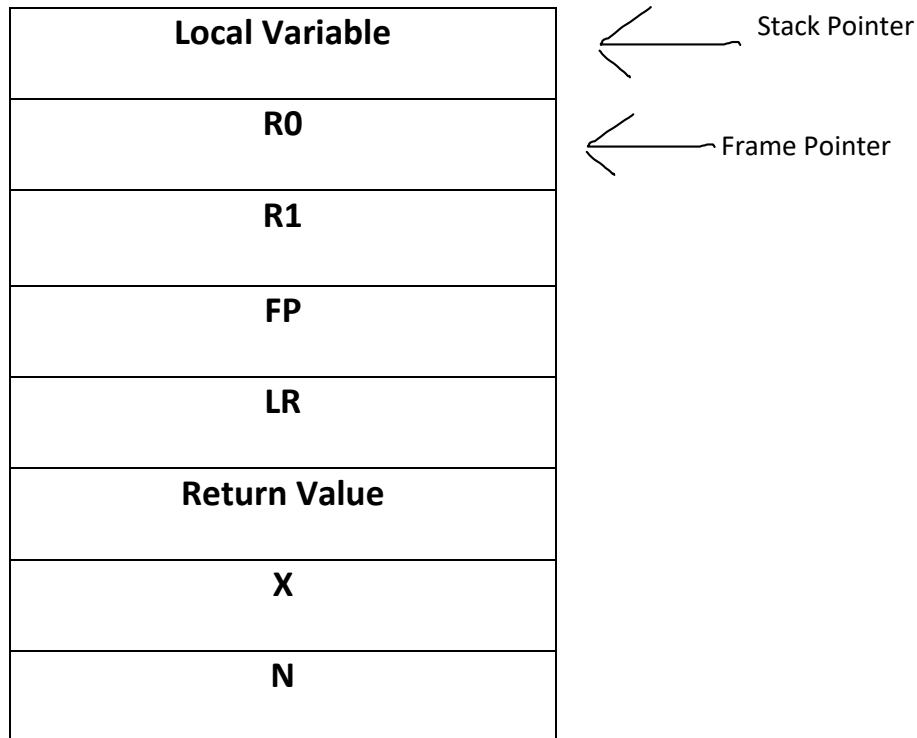 Local Variable
Stack Pointer
R0
Frame Pointer
R1
FP
LR
Return Value
X
N